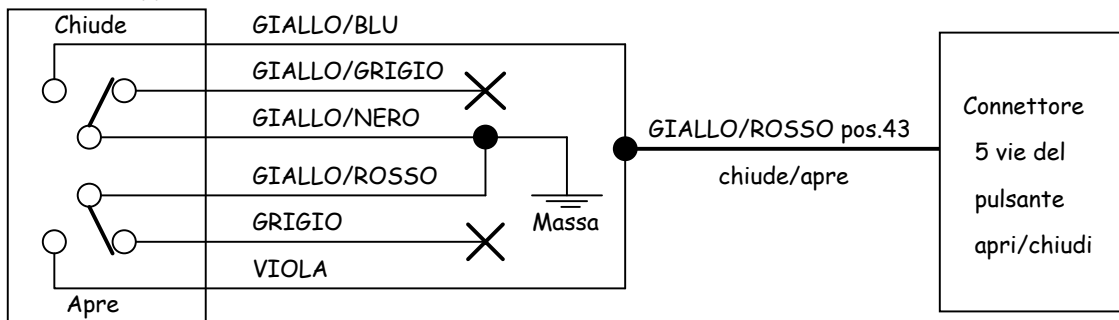 Chiude
GIALLO/BLU
GIALLO/GRIGIO
GIALLO/NERO
GIALLO/ROSSO
GRIGIO
VIOLA
Apre
Massa
GIALLO/ROSSO pos.43
chiude/apre
Connettore
5 vie del
pulsante
apri/chiudi